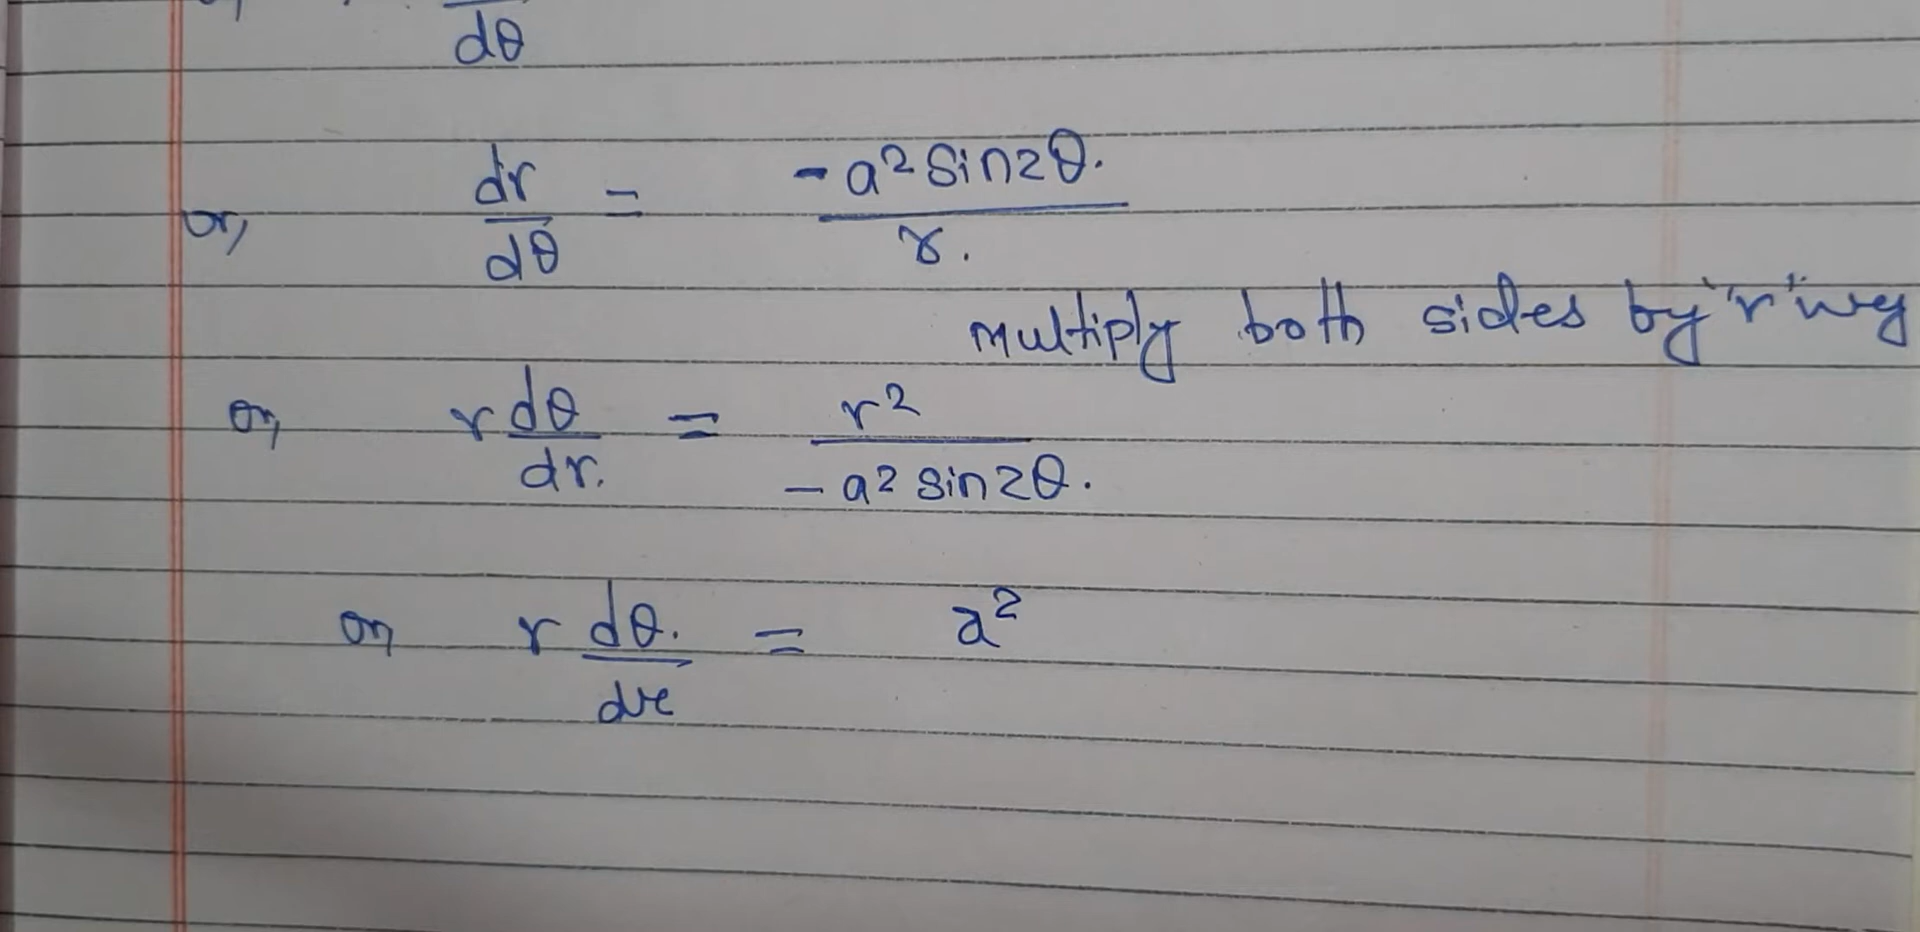 dθ
or, dr/dθ = -a² sin2θ. / r.
Multiply both sides by "r" we
or, r dθ/dr. = r² / - a² sin2θ.
or r dθ./dr = a²